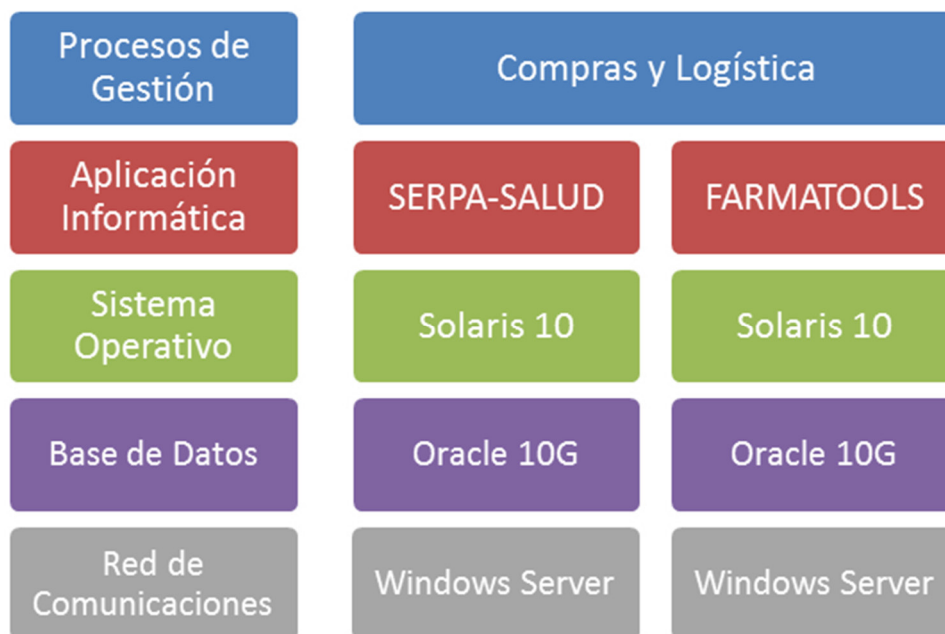 Procesos de
Gestión
Compras y Logística
Aplicación
Informática
SERPA-SALUD
FARMATOOLS
Sistema
Operativo
Solaris 10
Solaris 10
Base de Datos
Oracle 10G
Oracle 10G
Red de
Comunicaciones
Windows Server
Windows Server